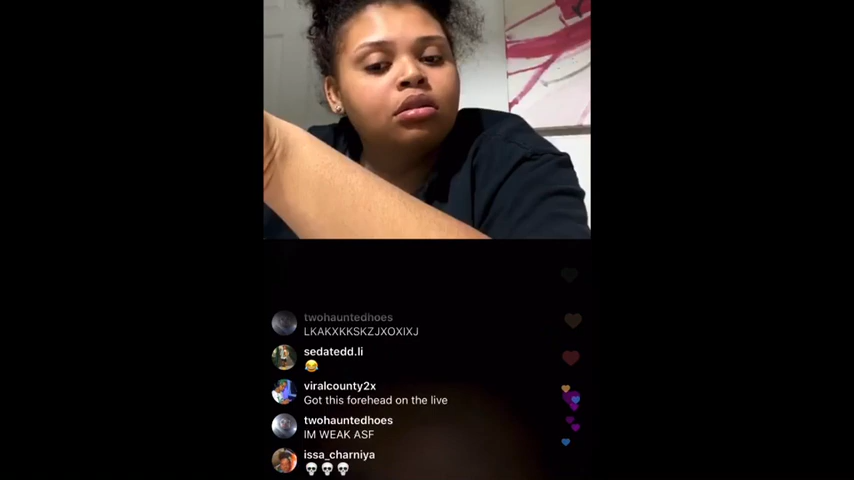 twohauntedhoes
LKAKXKKSKZJXOXIXJ
sedatedd.li
😂
viralcounty2x
Got this forehead on the live
twohauntedhoes
IM WEAK ASF
issa_charniya
💀💀💀